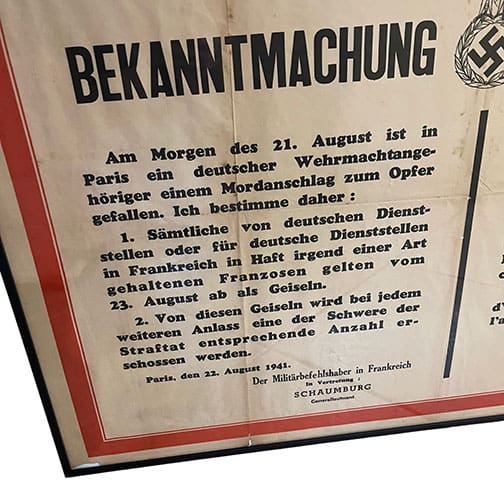 BEKANNTMACHUNG
Am Morgen des 21. August ist in
Paris ein deutscher Wehrmachtange-
höriger einem Mordanschlag zum Opfer
gefallen. Ich bestimme daher :
1. Sämtliche von deutschen Dienst-
stellen oder für deutsche Dienststellen
in Frankreich in Haft irgend einer Art
gehaltenen Franzosen gelten vom
23. August ab als Geiseln.
2. Von diesen Geiseln wird bei jedem
weiteren Anlass eine der Schwere der
Straftat entsprechende Anzahl er-
schossen werden.
Paris, den 22. August 1941.
Der Militärbefehlshaber in Frankreich
In Vertretung :
SCHAUMBURG
Generalleutnant